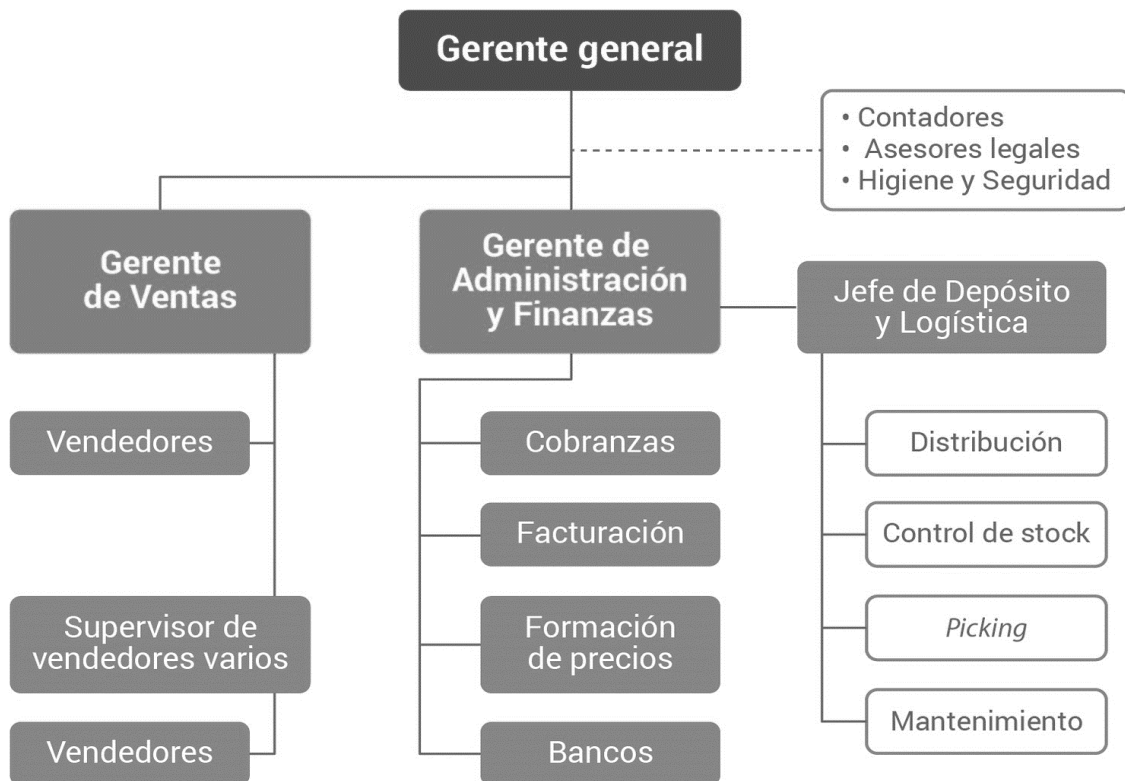 Gerente general
• Contadores
• Asesores legales
• Higiene y Seguridad
Gerente
de Ventas
Gerente de
Administración
y Finanzas
Jefe de Depósito
y Logística
Vendedores
Supervisor de
vendedores varios
Vendedores
Cobranzas
Facturación
Formación
de precios
Bancos
Distribución
Control de stock
Picking
Mantenimiento